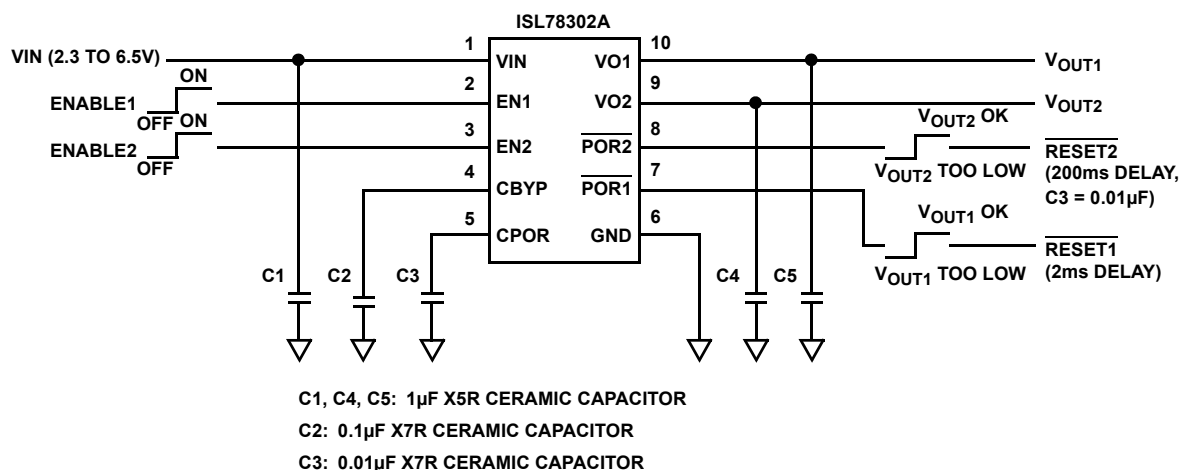 ISL78302A
VIN (2.3 TO 6.5V)
1
VIN
VO1
10
VOUT1
ON
ENABLE1
OFF
2
EN1
VO2
9
VOUT2
ON
ENABLE2
OFF
3
EN2
POR2
8
VOUT2 OK
VOUT2 TOO LOW
RESET2
(200ms DELAY,
C3 = 0.01µF)
4
CBYP
POR1
7
5
CPOR
GND
6
VOUT1 OK
VOUT1 TOO LOW
RESET1
(2ms DELAY)
C1
C2
C3
C4
C5
C1, C4, C5: 1µF X5R CERAMIC CAPACITOR
C2: 0.1µF X7R CERAMIC CAPACITOR
C3: 0.01µF X7R CERAMIC CAPACITOR